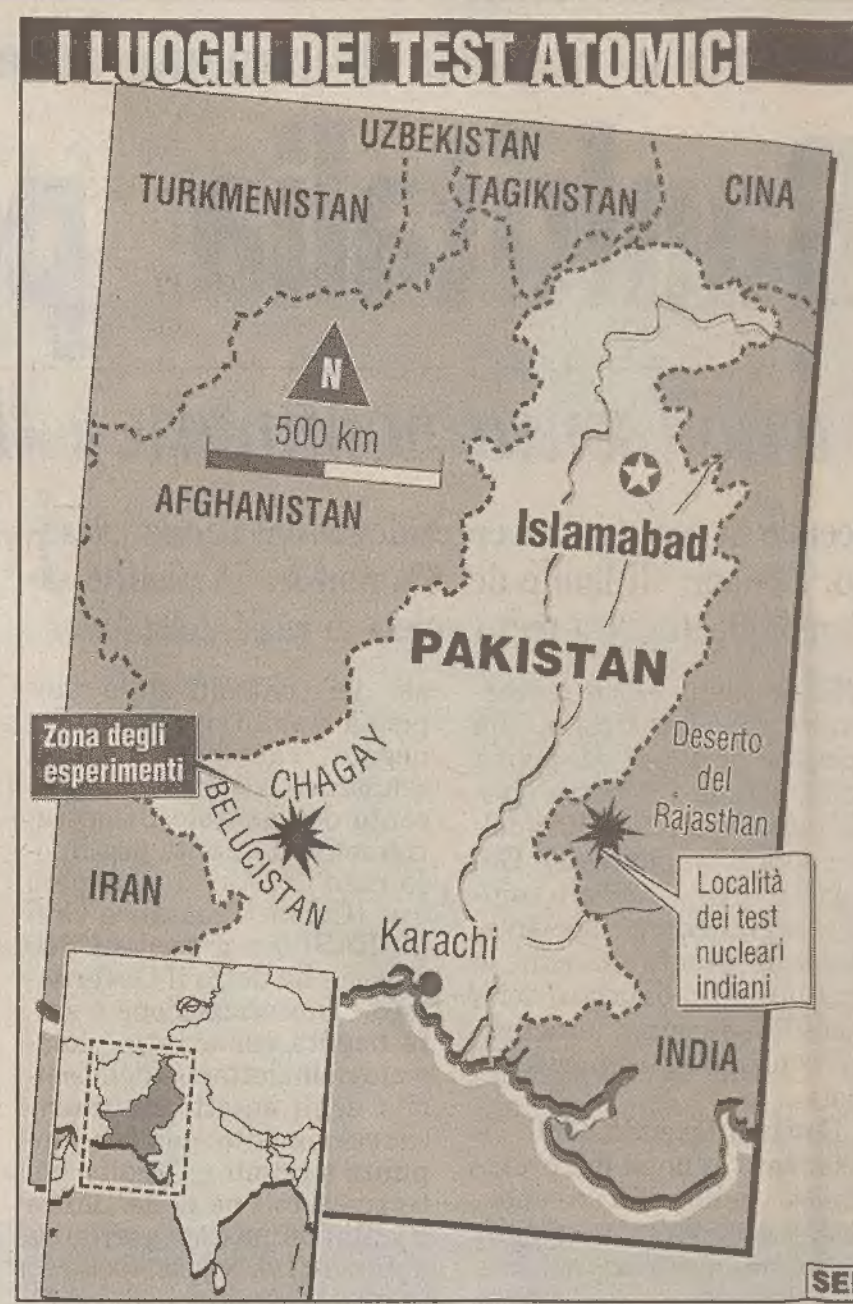 I LUOGHI DEI TEST ATOMICI
UZBEKISTAN
TURKMENISTAN
TAGIKISTAN
CINA
N
500 km
AFGHANISTAN
Islamabad
PAKISTAN
Zona degli
esperimenti
CHAGAY
BELUCISTAN
Deserto
del
Rajasthan
IRAN
Località
dei test
nucleari
indiani
Karachi
INDIA